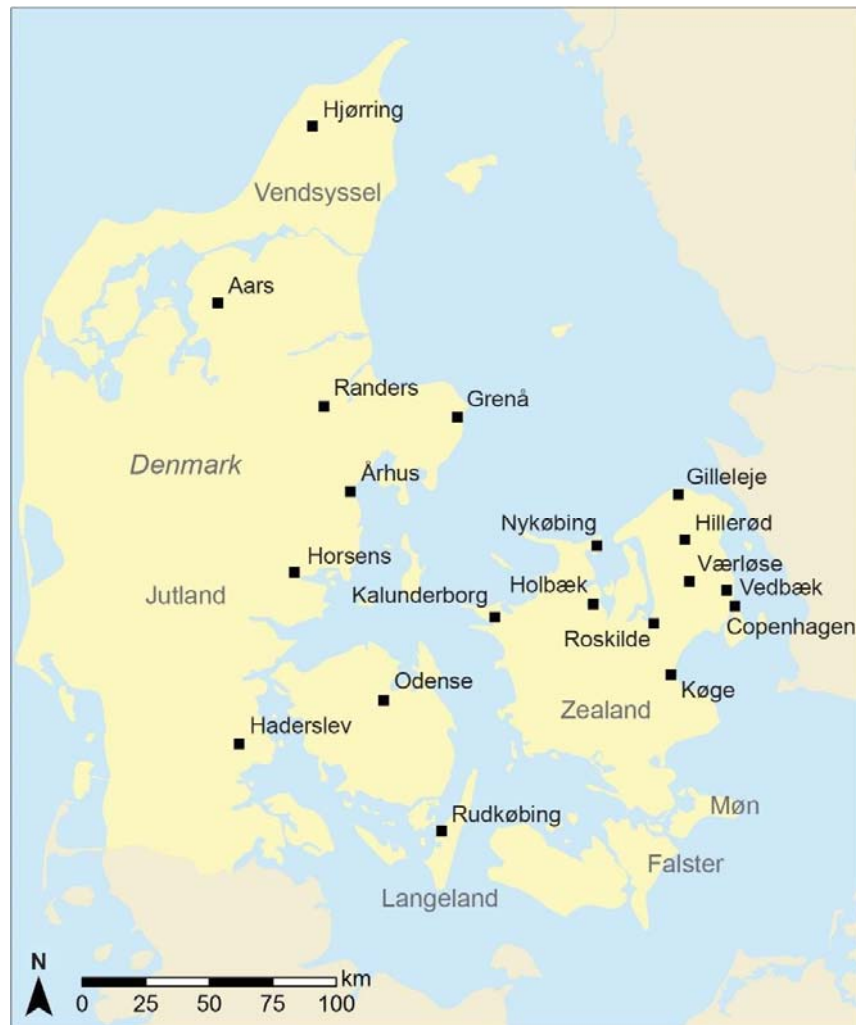 Hjørring
Vendsyssel
Aars
Randers
Grenå
Denmark
Århus
Gilleleje
Nykøbing
Hillerød
Horsens
Værløse
Jutland
Kalunderborg
Holbæk
Vedbæk
Roskilde
Copenhagen
Odense
Køge
Zealand
Haderslev
Rudkøbing
Møn
Falster
Langeland
N
km
0 25 50 75 100